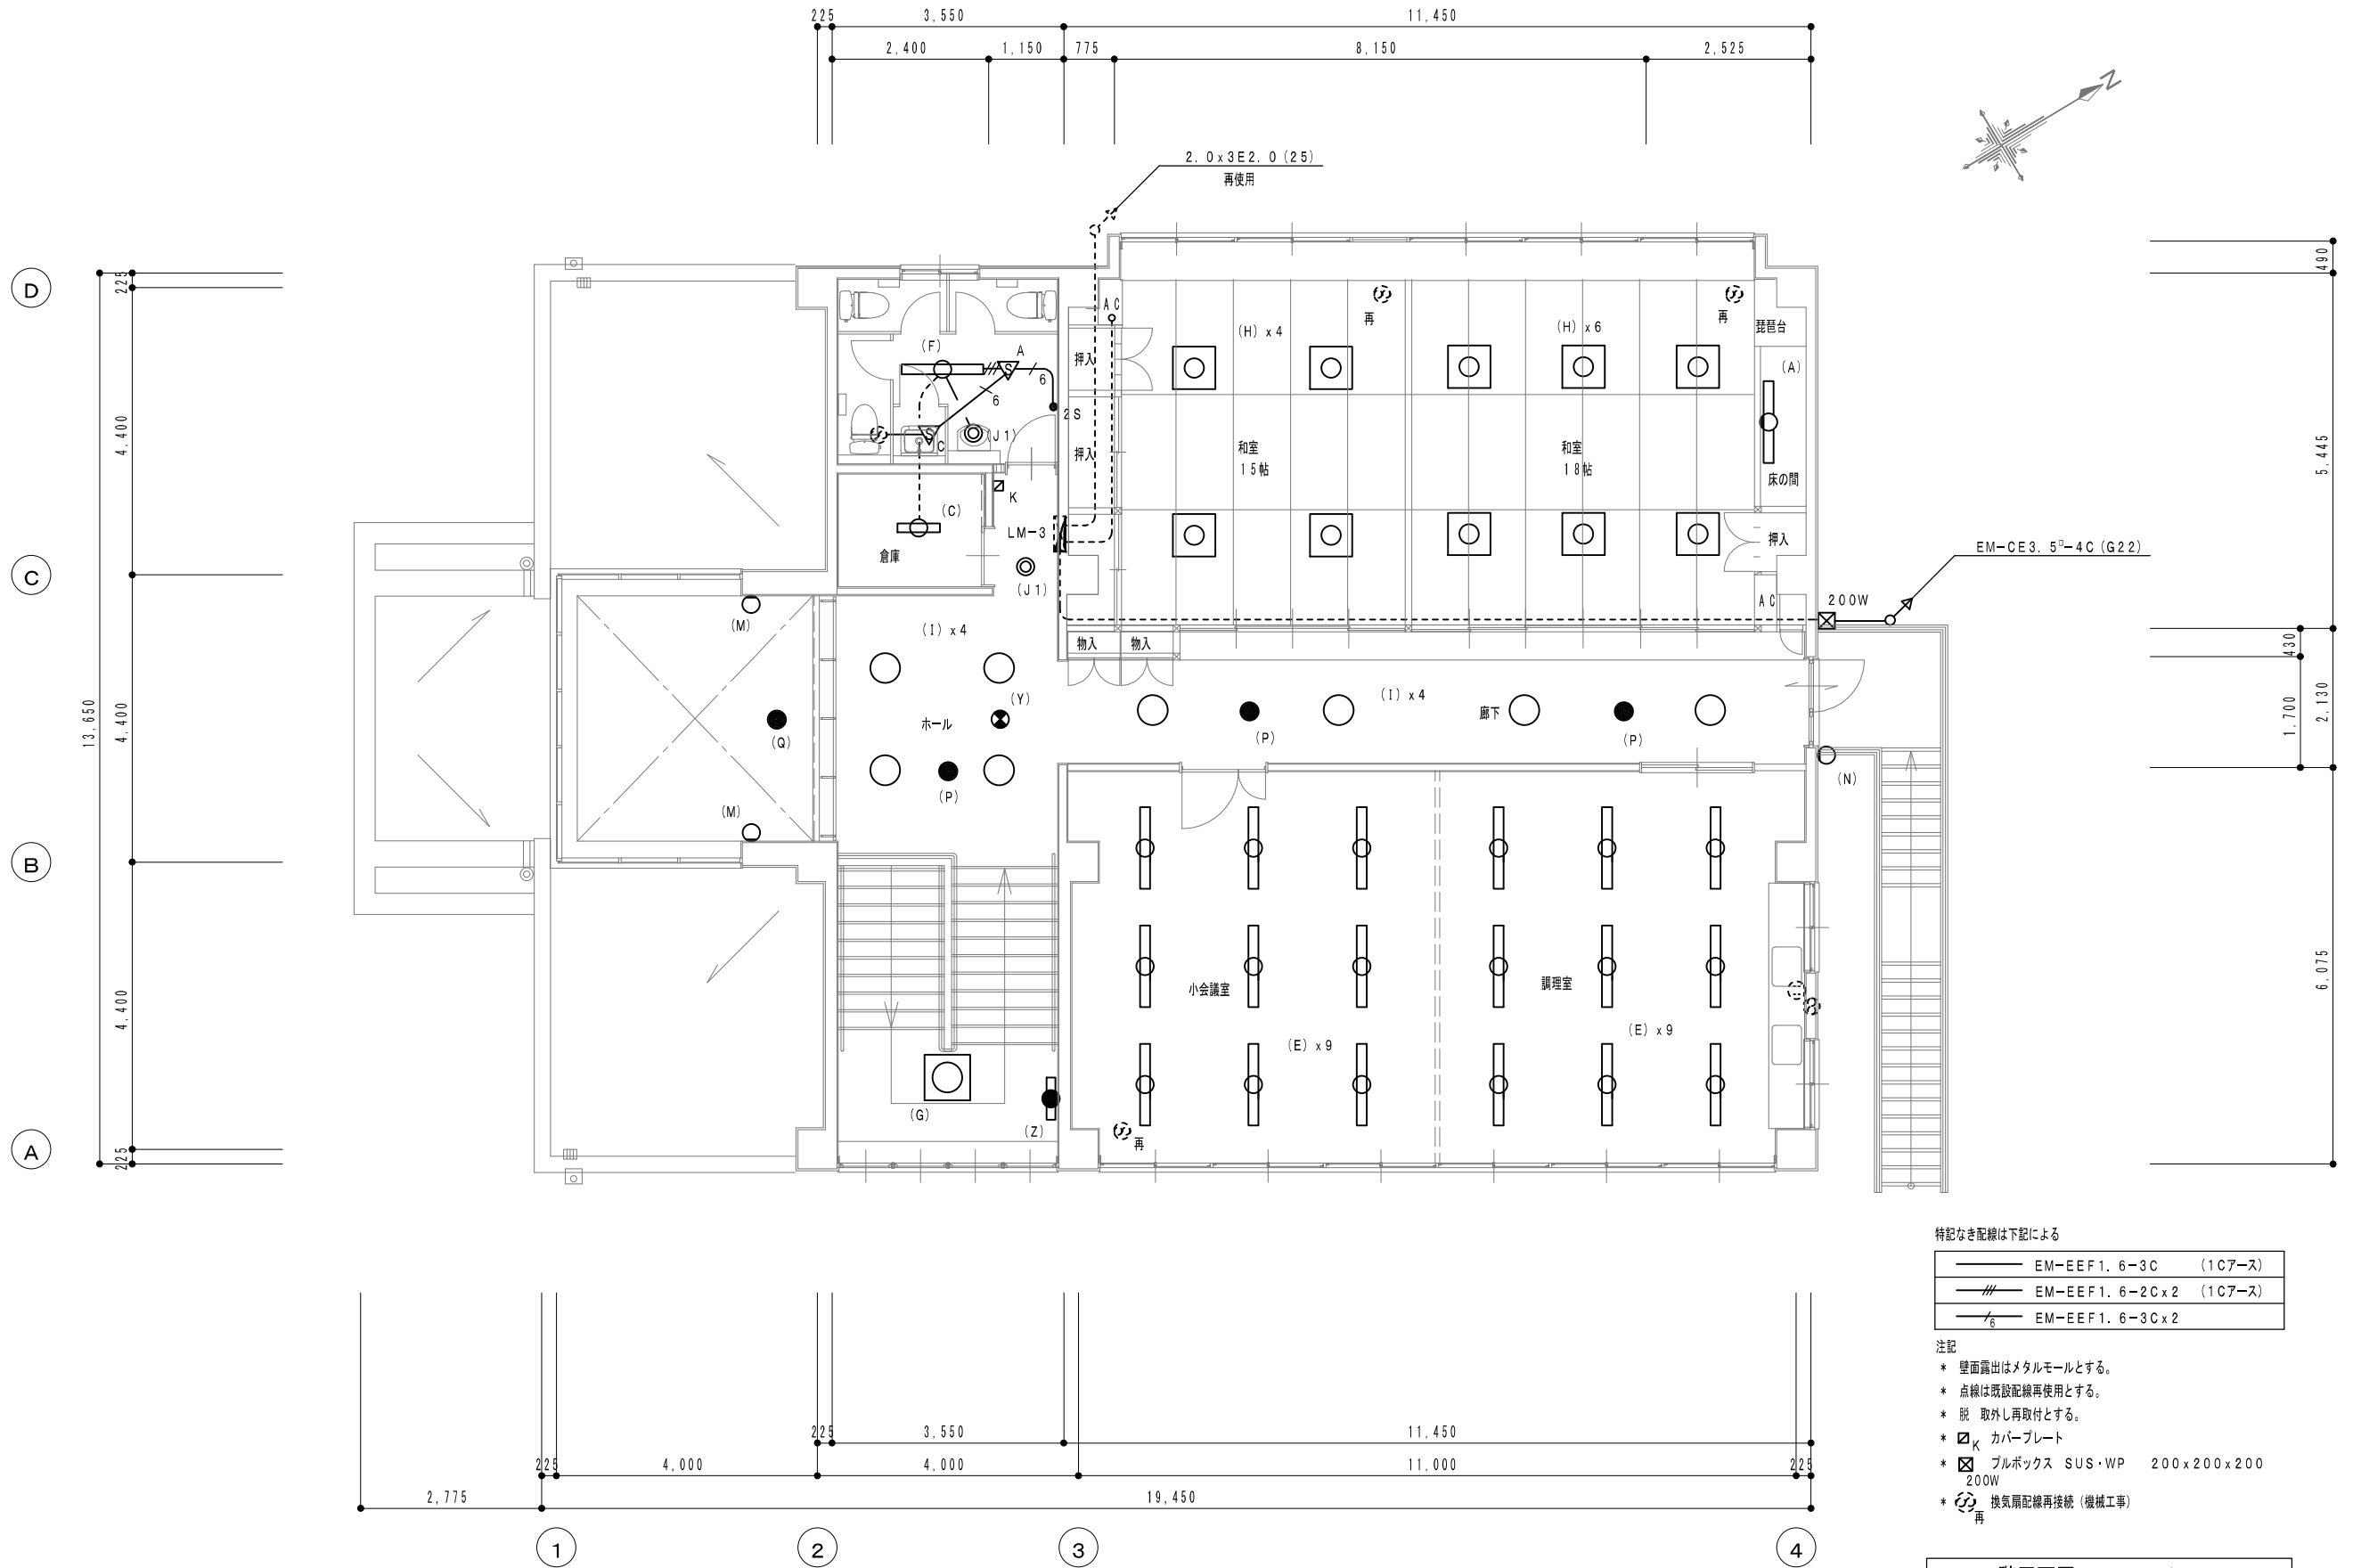 225
3,550
11,450
2,400
1,150
775
8,150
2,525
N
2.0x3E2.0(25)
再使用
D
C
B
A
225
4,400
13,650
4,400
4,400
225
490
5,445
430
1,700
2,130
6,075
AC
再
再
(H)x4
(H)x6
琵琶台
(F)
A
押入
(A)
6
6
2S
(J1)
C
押入
和室
15帖
和室
18帖
床の間
K
(C)
LM-3
倉庫
押入
EM-CE3.5□-4C(G22)
(J1)
AC
200W
(M)
(I)x4
物入
物入
(Y)
(I)x4
ホール
廊下
(Q)
(P)
(P)
(P)
(N)
(M)
小会議室
調理室
(E)x9
(E)x9
(G)
(Z)
再
特記なき配線は下記による
EM-EEF1.6-3C (1Cアース)
EM-EEF1.6-2Cx2 (1Cアース)
6 EM-EEF1.6-3Cx2
注記
* 壁面露出はメタルモールとする。
* 点線は既設配線再使用とする。
* 脱 取外し再取付とする。
* K カバープレート
* プルボックス SUS・WP 200x200x200
200W
* 換気扇配線再接続(機械工事)
再
225
3,550
11,450
225
4,000
4,000
11,000
225
2,775
19,450
1
2
3
4